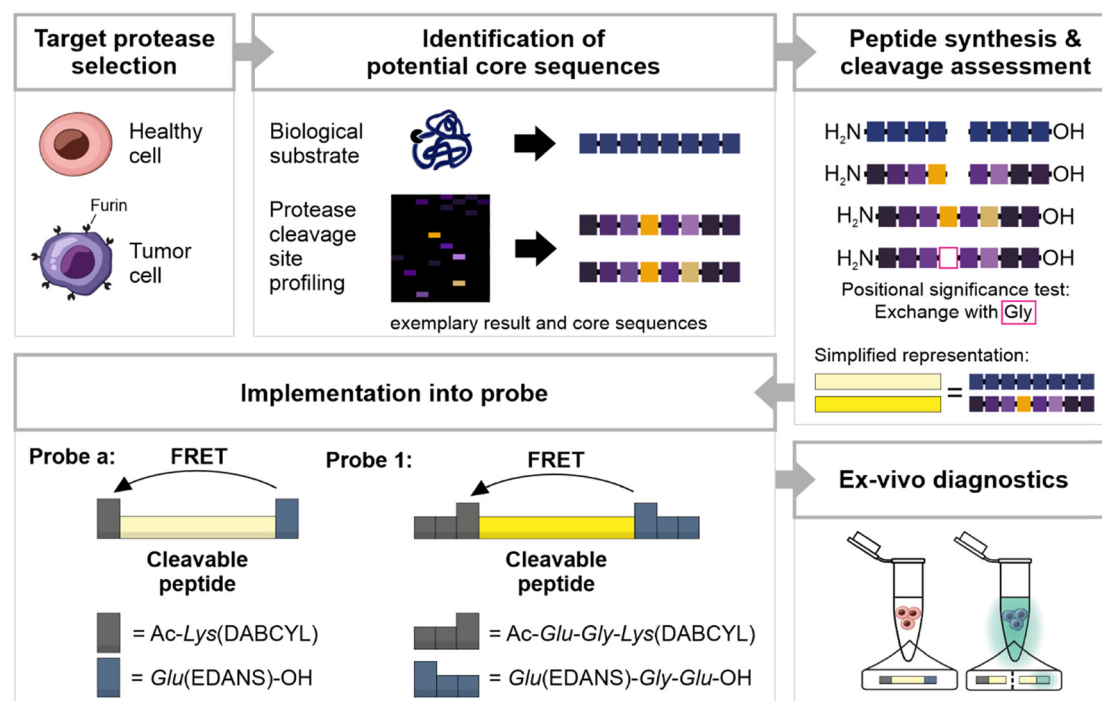 Target protease
selection
Healthy
cell
Furin
Tumor
cell
Identification of
potential core sequences
Biological
substrate
Protease
cleavage
site
profiling
exemplary result and core sequences
Peptide synthesis &
cleavage assessment
H₂N OH
H₂N OH
H₂N OH
H₂N OH
Positional significance test:
Exchange with Gly
Simplified representation:
=
Implementation into probe
Probe a: FRET
Cleavable
peptide
= Ac-Lys(DABCYL)
= Glu(EDANS)-OH
Probe 1: FRET
Cleavable
peptide
= Ac-Glu-Gly-Lys(DABCYL)
= Glu(EDANS)-Gly-Glu-OH
Ex-vivo diagnostics